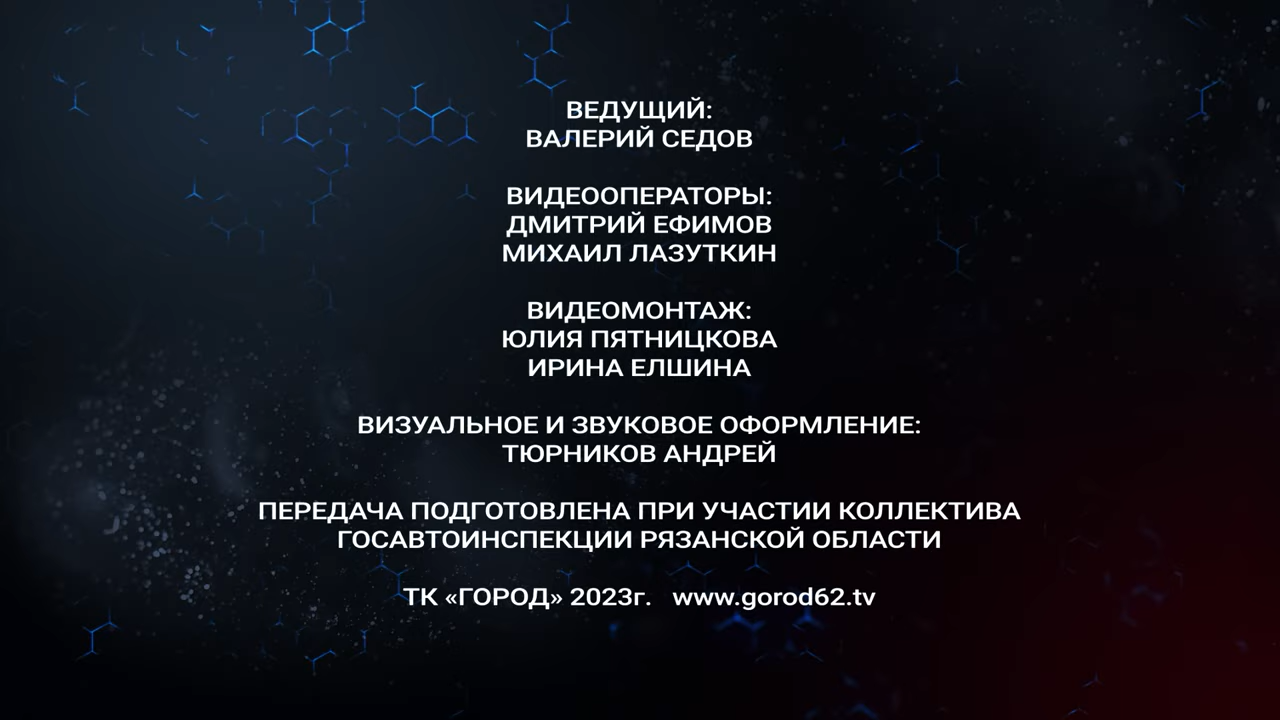 ВЕДУЩИЙ:
ВАЛЕРИЙ СЕДОВ
ВИДЕООПЕРАТОРЫ:
ДМИТРИЙ ЕФИМОВ
МИХАИЛ ЛАЗУТКИН
ВИДЕОМОНТАЖ:
ЮЛИЯ ПЯТНИЦКОВА
ИРИНА ЕЛШИНА
ВИЗУАЛЬНОЕ И ЗВУКОВОЕ ОФОРМЛЕНИЕ:
ТЮРНИКОВ АНДРЕЙ
ПЕРЕДАЧА ПОДГОТОВЛЕНА ПРИ УЧАСТИИ КОЛЛЕКТИВА
ГОСАВТОИНСПЕКЦИИ РЯЗАНСКОЙ ОБЛАСТИ
ТК «ГОРОД» 2023г. www.gorod62.tv